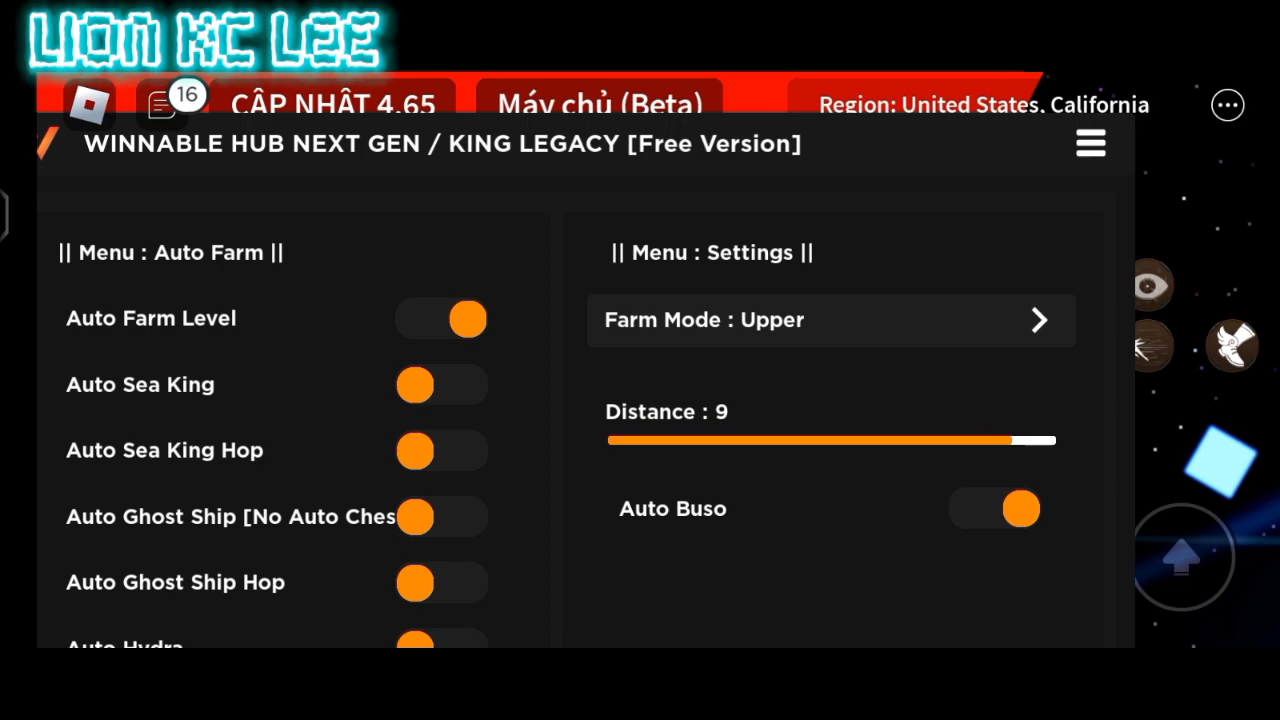 LION KC LEE
16
CẬP NHẬT 4.65
Máy chủ (Beta)
Region: United States, California
WINNABLE HUB NEXT GEN / KING LEGACY [Free Version]
|| Menu : Auto Farm ||
Auto Farm Level
Auto Sea King
Auto Sea King Hop
Auto Ghost Ship [No Auto Ches
Auto Ghost Ship Hop
Auto Hydra
|| Menu : Settings ||
Farm Mode : Upper
Distance : 9
Auto Buso